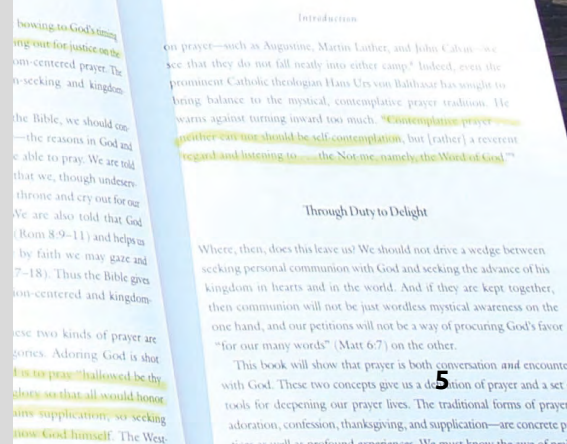 bowing to God's timing
ing out for justice on the
om-centered prayer. The
n-seeking and kingdom-
the Bible, we should con-
—the reasons in God and
e able to pray. We are told
that we, though undeserv-
throne and cry out for our
We are also told that God
(Rom 8:9–11) and helps us
by faith we may gaze and
7–18). Thus the Bible gives
ion-centered and kingdom-
ese two kinds of prayer are
gories. Adoring God is shot
d is to pray "hallowed be thy
glory so that all would honor
ains supplication, so seeking
now God himself. The West-
Introduction
on prayer—such as Augustine, Martin Luther, and John Calvin—we
see that they do not fall neatly into either camp. Indeed, even the
prominent Catholic theologian Hans Urs von Balthasar has sought to
bring balance to the mystical, contemplative prayer tradition. He
warns against turning inward too much. "Contemplative prayer . . .
neither can nor should be self-contemplation, but [rather] a reverent
regard and listening to . . . the Not-me, namely, the Word of God."
Through Duty to Delight
Where, then, does this leave us? We should not drive a wedge between
seeking personal communion with God and seeking the advance of his
kingdom in hearts and in the world. And if they are kept together,
then communion will not be just wordless mystical awareness on the
one hand, and our petitions will not be a way of procuring God's favor
"for our many words" (Matt 6:7) on the other.
This book will show that prayer is both conversation and encounte
with God. These two concepts give us a definition of prayer and a set
tools for deepening our prayer lives. The traditional forms of prayer
adoration, confession, thanksgiving, and supplication—are concrete p
5